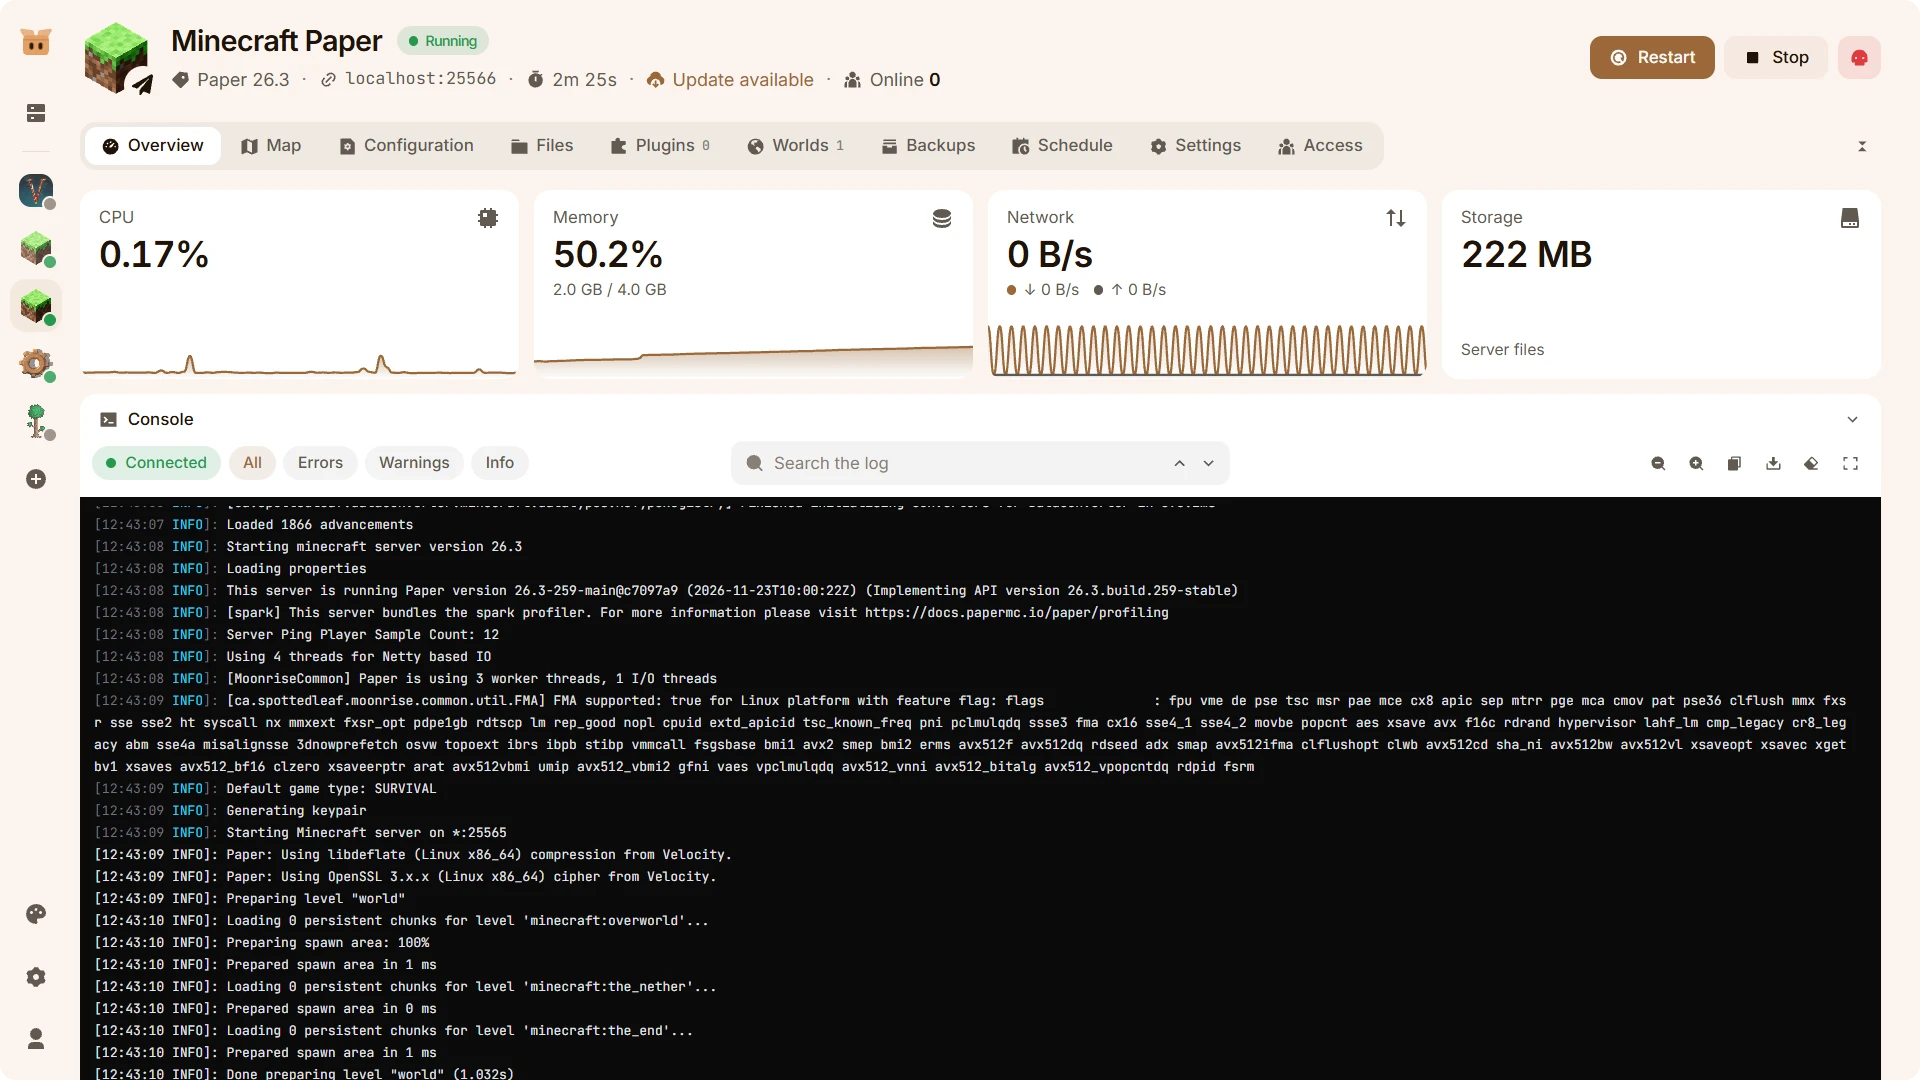 Minecraft Paper
Running
Paper 26.3 · localhost:25566 · 2m 25s · Update available · Online 0
Restart
Stop
Overview
Map
Configuration
Files
Plugins 0
Worlds 1
Backups
Schedule
Settings
Access
CPU
0.17%
Memory
50.2%
2.0 GB / 4.0 GB
Network
0 B/s
↓ 0 B/s ↑ 0 B/s
Storage
222 MB
Server files
Console
Connected
All
Errors
Warnings
Info
Search the log
[12:43:07 INFO]: Loaded 1866 advancements
[12:43:08 INFO]: Starting minecraft server version 26.3
[12:43:08 INFO]: Loading properties
[12:43:08 INFO]: This server is running Paper version 26.3-259-main@c7097a9 (2026-11-23T10:00:22Z) (Implementing API version 26.3.build.259-stable)
[12:43:08 INFO]: [spark] This server bundles the spark profiler. For more information please visit https://docs.papermc.io/paper/profiling
[12:43:08 INFO]: Server Ping Player Sample Count: 12
[12:43:08 INFO]: Using 4 threads for Netty based IO
[12:43:08 INFO]: [MoonriseCommon] Paper is using 3 worker threads, 1 I/O threads
[12:43:09 INFO]: [ca.spottedleaf.moonrise.common.util.FMA] FMA supported: true for Linux platform with feature flag: flags : fpu vme de pse tsc msr pae mce cx8 apic sep mtrr pge mca cmov pat pse36 clflush mmx fxs
r sse sse2 ht syscall nx mmxext fxsr_opt pdpe1gb rdtscp lm rep_good nopl cpuid extd_apicid tsc_known_freq pni pclmulqdq ssse3 fma cx16 sse4_1 sse4_2 movbe popcnt aes xsave avx f16c rdrand hypervisor lahf_lm cmp_legacy cr8_leg
acy abm sse4a misalignsse 3dnowprefetch osvw topoext ibrs ibpb stibp vmmcall fsgsbase bmi1 avx2 smep bmi2 erms avx512f avx512dq rdseed adx smap avx512ifma clflushopt clwb avx512cd sha_ni avx512bw avx512vl xsaveopt xsavec xget
bv1 xsaves avx512_bf16 clzero xsaveerptr arat avx512vbmi umip avx512_vbmi2 gfni vaes vpclmulqdq avx512_vnni avx512_bitalg avx512_vpopcntdq rdpid fsrm
[12:43:09 INFO]: Default game type: SURVIVAL
[12:43:09 INFO]: Generating keypair
[12:43:09 INFO]: Starting Minecraft server on *:25565
[12:43:09 INFO]: Paper: Using libdeflate (Linux x86_64) compression from Velocity.
[12:43:09 INFO]: Paper: Using OpenSSL 3.x.x (Linux x86_64) cipher from Velocity.
[12:43:09 INFO]: Preparing level "world"
[12:43:10 INFO]: Loading 0 persistent chunks for level 'minecraft:overworld'...
[12:43:10 INFO]: Preparing spawn area: 100%
[12:43:10 INFO]: Prepared spawn area in 1 ms
[12:43:10 INFO]: Loading 0 persistent chunks for level 'minecraft:the_nether'...
[12:43:10 INFO]: Prepared spawn area in 0 ms
[12:43:10 INFO]: Loading 0 persistent chunks for level 'minecraft:the_end'...
[12:43:10 INFO]: Prepared spawn area in 1 ms
[12:43:10 INFO]: Done preparing level "world" (1.032s)